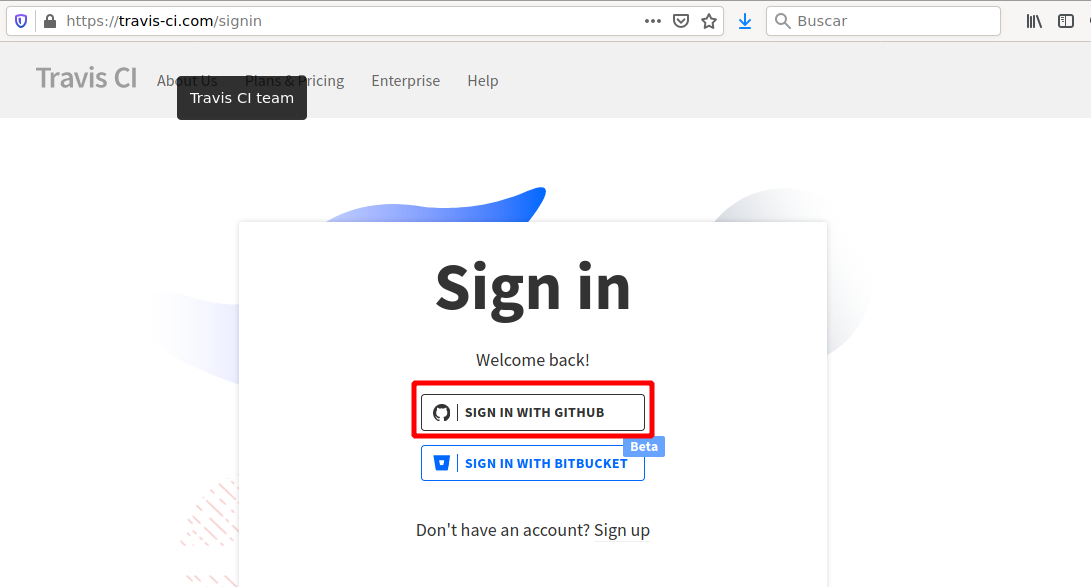 https://travis-ci.com/signin
Buscar
Travis CI About Us Plans & Pricing Enterprise Help
Travis CI team
Sign in
Welcome back!
SIGN IN WITH GITHUB
Beta
SIGN IN WITH BITBUCKET
Don't have an account? Sign up